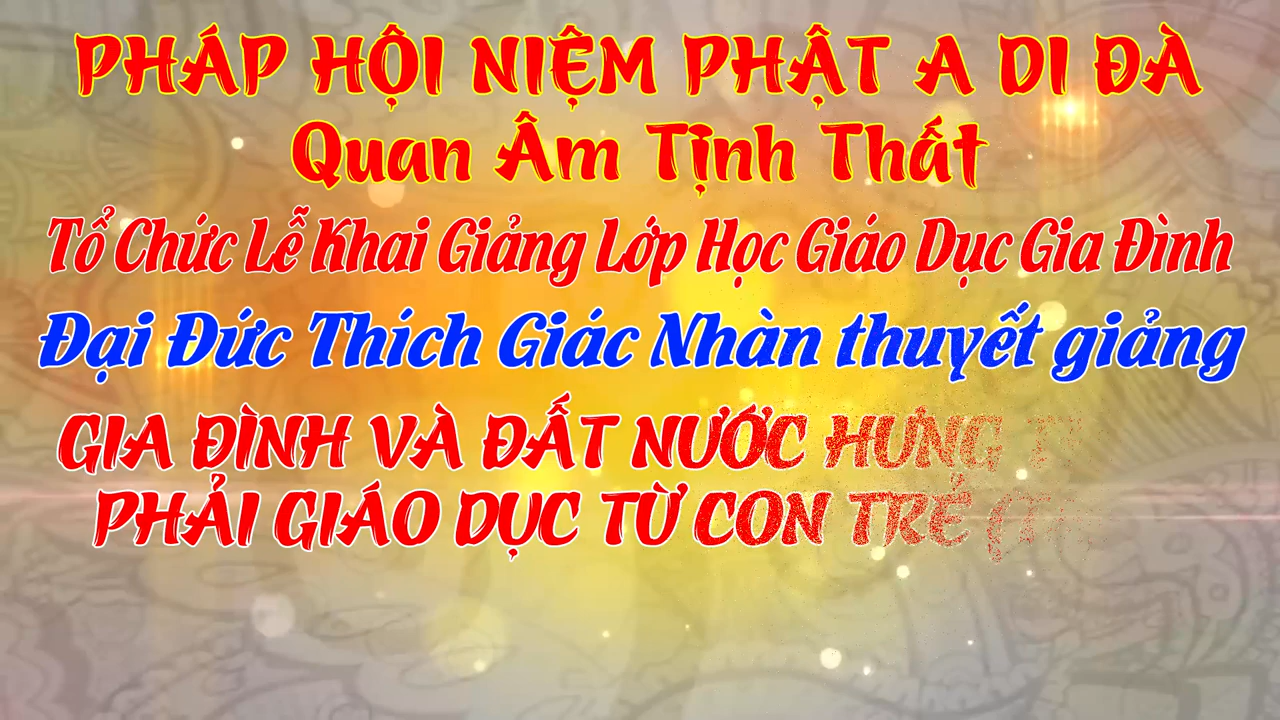 PHÁP HỘI NIỆM PHẬT A DI ĐÀ
Quan Âm Tịnh Thất
Tổ Chức Lễ Khai Giảng Lớp Học Giáo Dục Gia Đình
Đại Đức Thích Giác Nhàn thuyết giảng
GIA ĐÌNH VÀ ĐẤT NƯỚC HƯNG
PHẢI GIÁO DỤC TỪ CON TRẺ